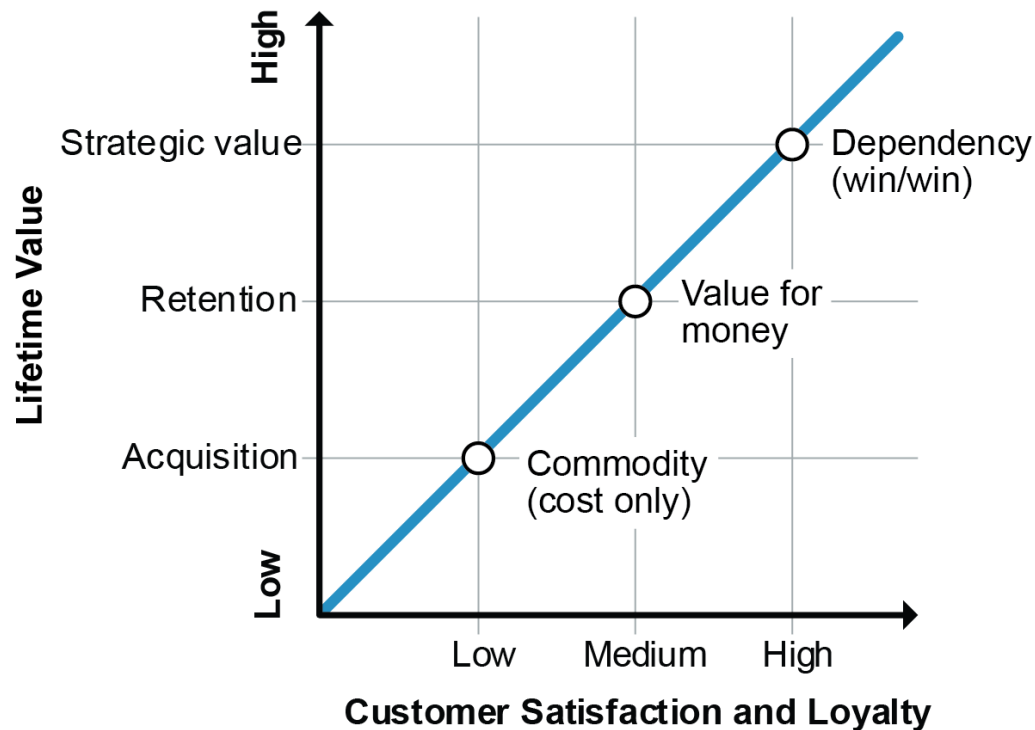 High
Strategic value
Dependency
(win/win)
Lifetime Value
Retention
Value for
money
Acquisition
Commodity
(cost only)
Low
Low
Medium
High
Customer Satisfaction and Loyalty